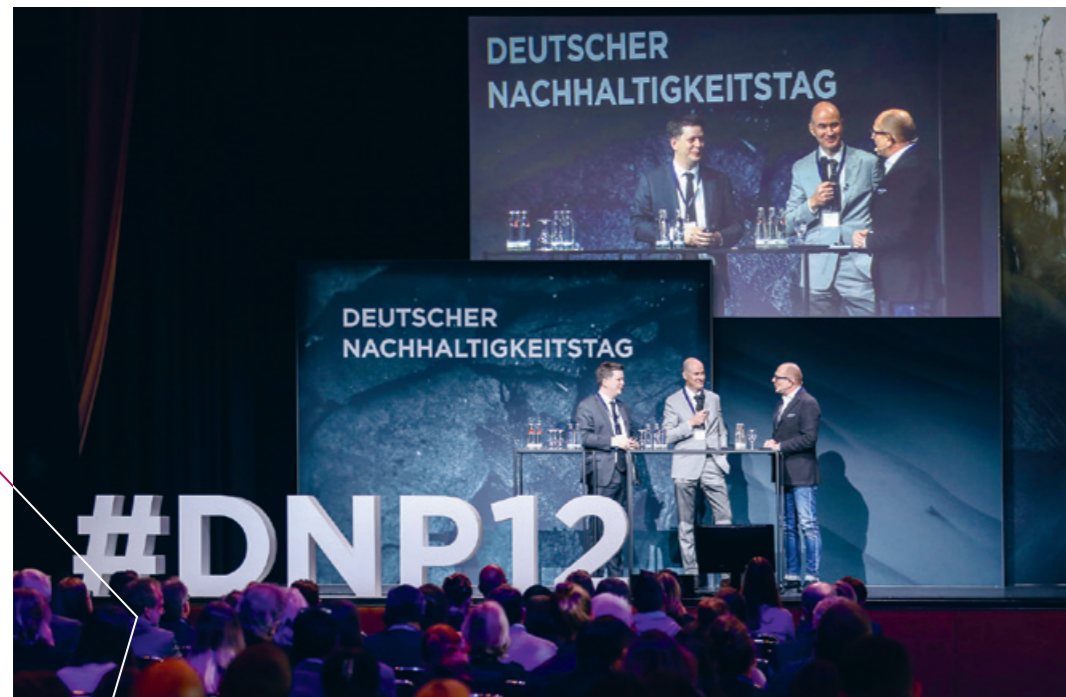 DEUTSCHER
NACHHALTIGKEITSTAG
DEUTSCHER
NACHHALTIGKEITSTAG
#DNP12